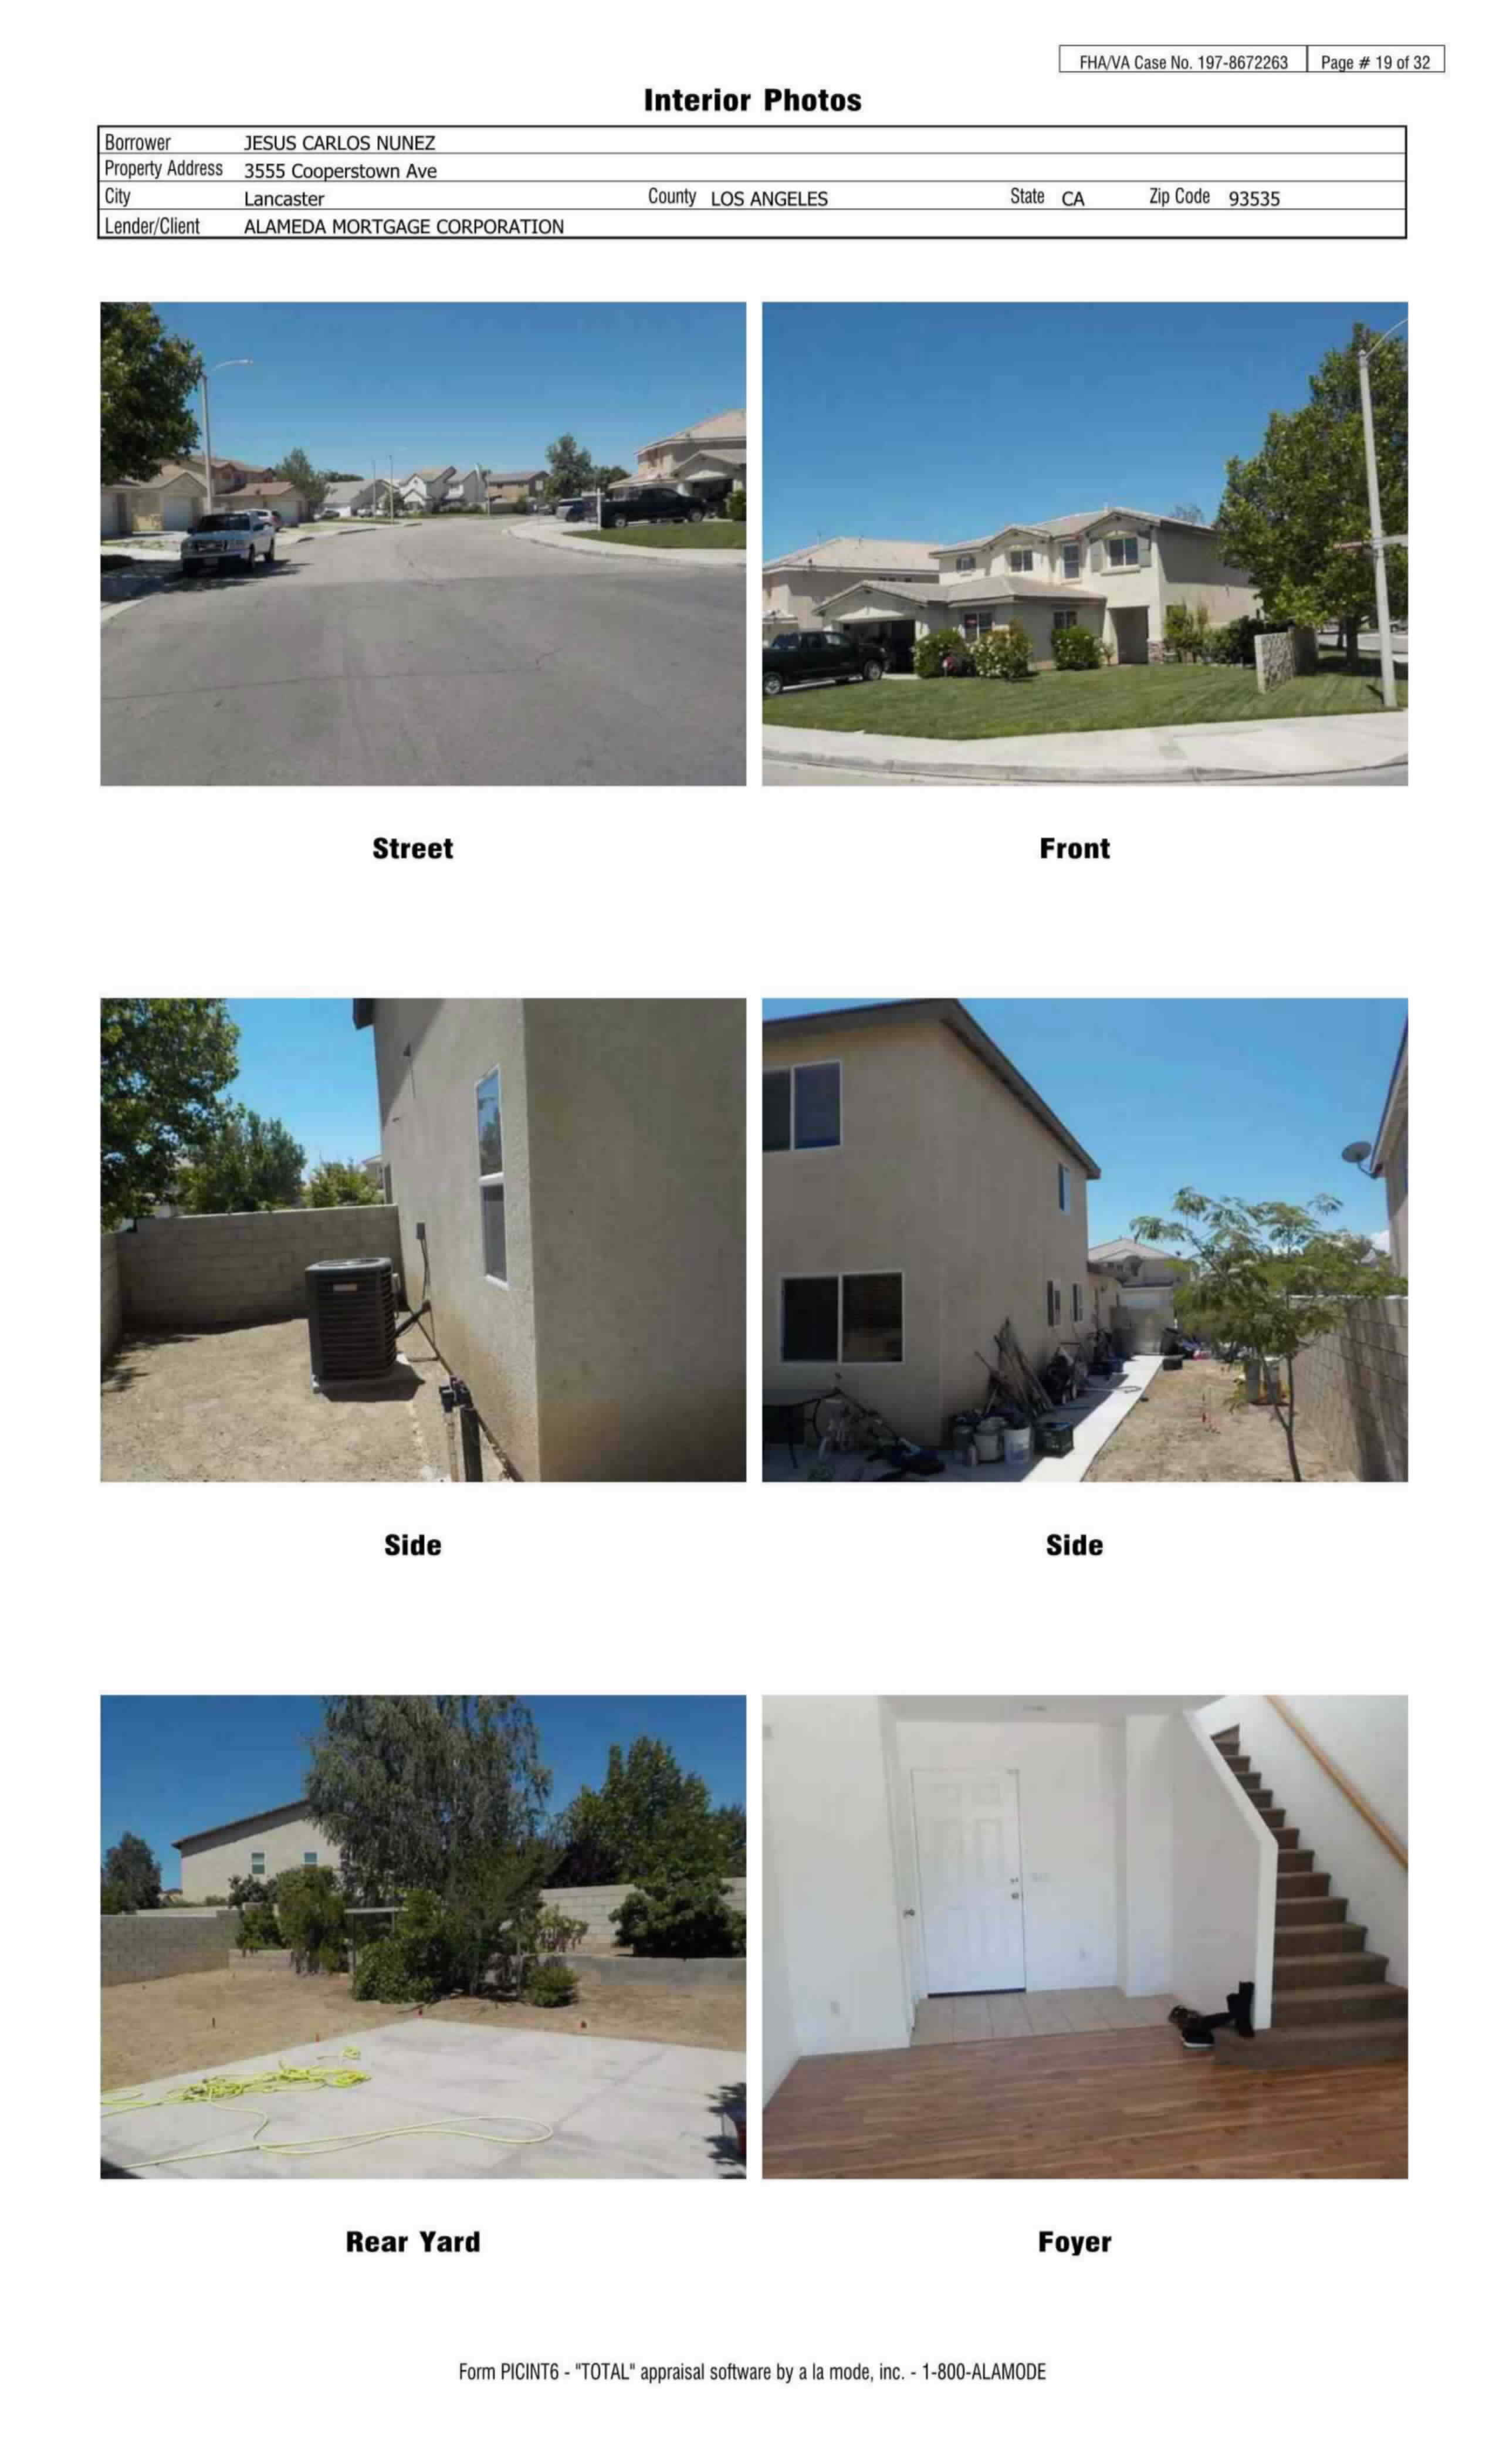 FHA/VA Case No. 197-8672263 Page # 19 of 32
Interior Photos
Borrower JESUS CARLOS NUNEZ
Property Address 3555 Cooperstown Ave
City Lancaster County LOS ANGELES State CA Zip Code 93535
Lender/Client ALAMEDA MORTGAGE CORPORATION
Street Front
Side Side
Rear Yard Foyer
Form PICINT6 - "TOTAL" appraisal software by a la mode, inc. - 1-800-ALAMODE